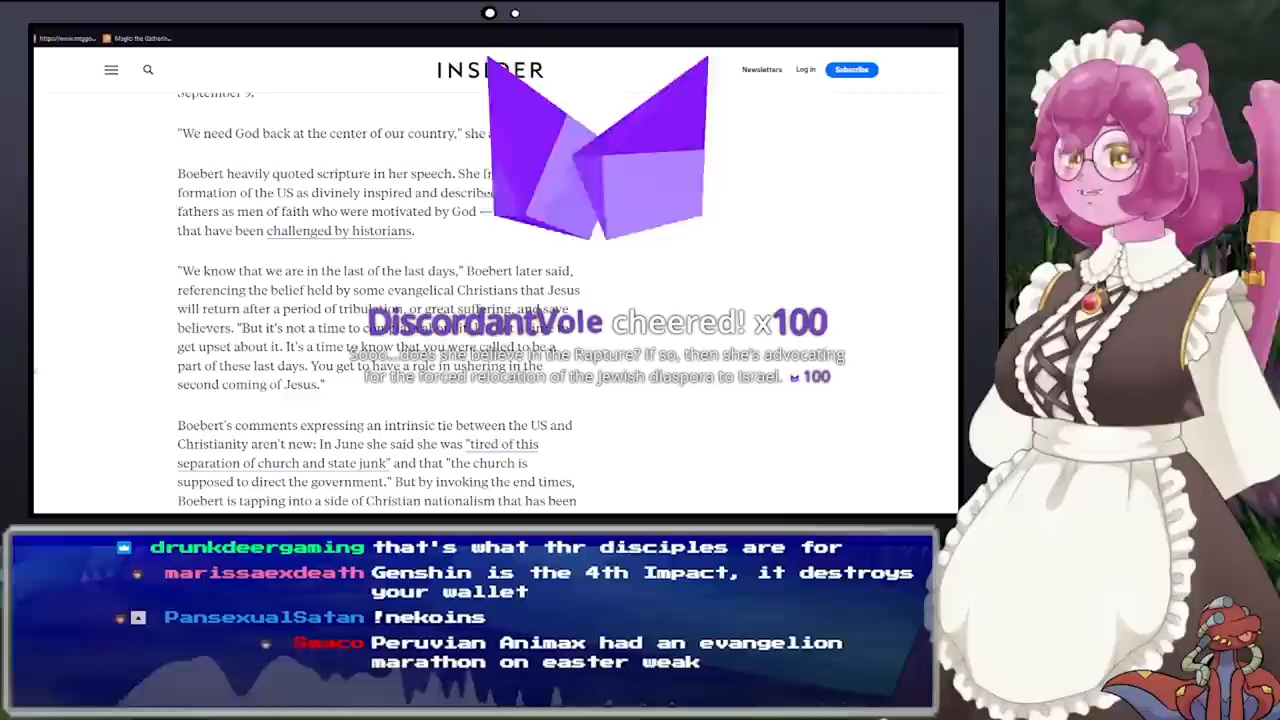 https://www.mtggo... Magic: the Gatherin...
INSIDER
Newsletters Log in Subscribe
September 9.
"We need God back at the center of our country," she
Boebert heavily quoted scripture in her speech. She
formation of the US as divinely inspired and describe
fathers as men of faith who were motivated by God —
that have been challenged by historians.
"We know that we are in the last of the last days," Boebert later said,
referencing the belief held by some evangelical Christians that Jesus
will return after a period of tribulation, or great suffering, and save
believers. "But it's not a time to
get upset about it. It's a time to know that you were called to be a
part of these last days. You get to have a role in ushering in the
second coming of Jesus."
DiscordantVole cheered! x100
Sooo...does she believe in the Rapture? If so, then she's advocating
for the forced relocation of the Jewish diaspora to Israel. 100
Boebert's comments expressing an intrinsic tie between the US and
Christianity aren't new: In June she said she was "tired of this
separation of church and state junk" and that "the church is
supposed to direct the government." But by invoking the end times,
Boebert is tapping into a side of Christian nationalism that has been
drunkdeergaming that's what thr disciples are for
marissaexdeath Genshin is the 4th Impact, it destroys
your wallet
PansexualSatan !nekoins
Smaco Peruvian Animax had an evangelion
marathon on easter weak